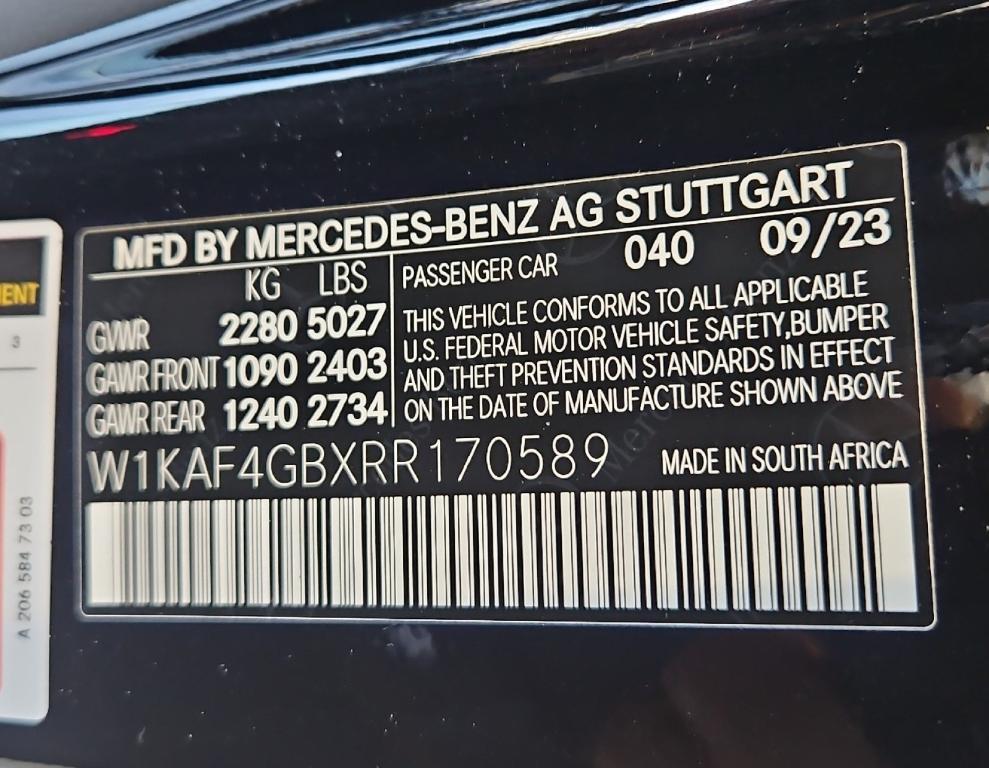 MFD BY MERCEDES-BENZ AG STUTTGART
KG LBS
GVWR 2280 5027
GAWR FRONT 1090 2403
GAWR REAR 1240 2734
PASSENGER CAR 040 09/23
THIS VEHICLE CONFORMS TO ALL APPLICABLE
U.S. FEDERAL MOTOR VEHICLE SAFETY,BUMPER
AND THEFT PREVENTION STANDARDS IN EFFECT
ON THE DATE OF MANUFACTURE SHOWN ABOVE
W1KAF4GBXRR170589 MADE IN SOUTH AFRICA
3
A 206 584 73 03